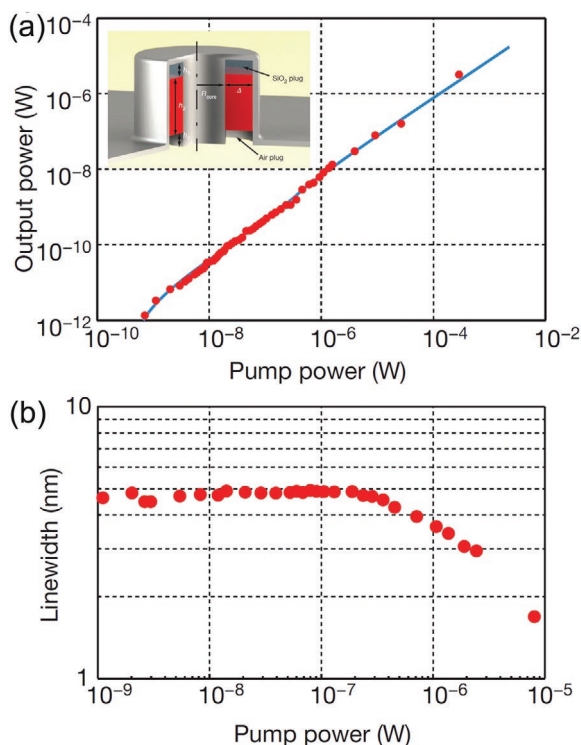 (a)
10⁻⁴
10⁻⁶
10⁻⁸
10⁻¹⁰
10⁻¹²
Output power (W)
SiO₂ plug
R_core
Δ
Air plug
10⁻¹⁰
10⁻⁸
10⁻⁶
10⁻⁴
10⁻²
Pump power (W)
(b)
10
1
Linewidth (nm)
10⁻⁹
10⁻⁸
10⁻⁷
10⁻⁶
10⁻⁵
Pump power (W)